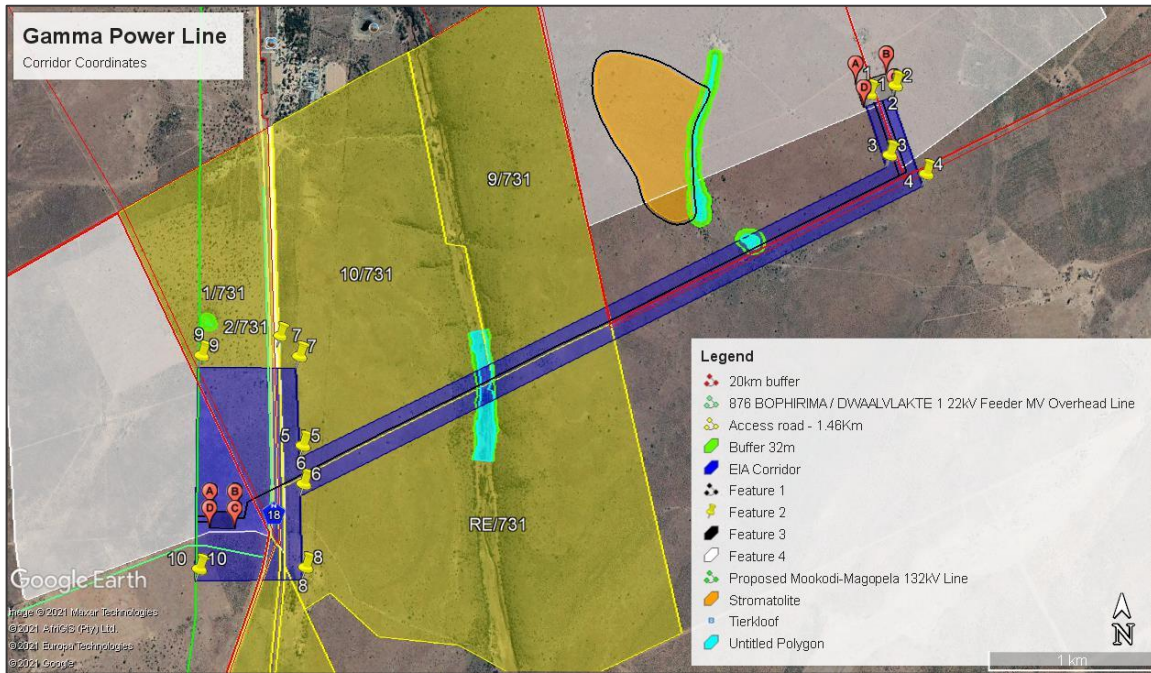 Gamma Power Line
Corridor Coordinates
A
B
1
2
D
1
2
3
3
4
4
9/731
10/731
1/731
2/731
7
9
9
7
5
5
6
6
A
B
D
C
18
RE/731
10
10
8
8
Legend
20km buffer
876 BOPHIRIMA / DWAALVLAKTE 1 22kV Feeder MV Overhead Line
Access road - 1.46Km
Buffer 32m
EIA Corridor
Feature 1
Feature 2
Feature 3
Feature 4
Proposed Mookodi-Magopela 132kV Line
Stromatolite
Tierkloof
Untitled Polygon
Google Earth
Image © 2021 Maxar Technologies
© 2021 AfriGIS (Pty) Ltd.
© 2021 Europa Technologies
© 2021 Google
N
1 km